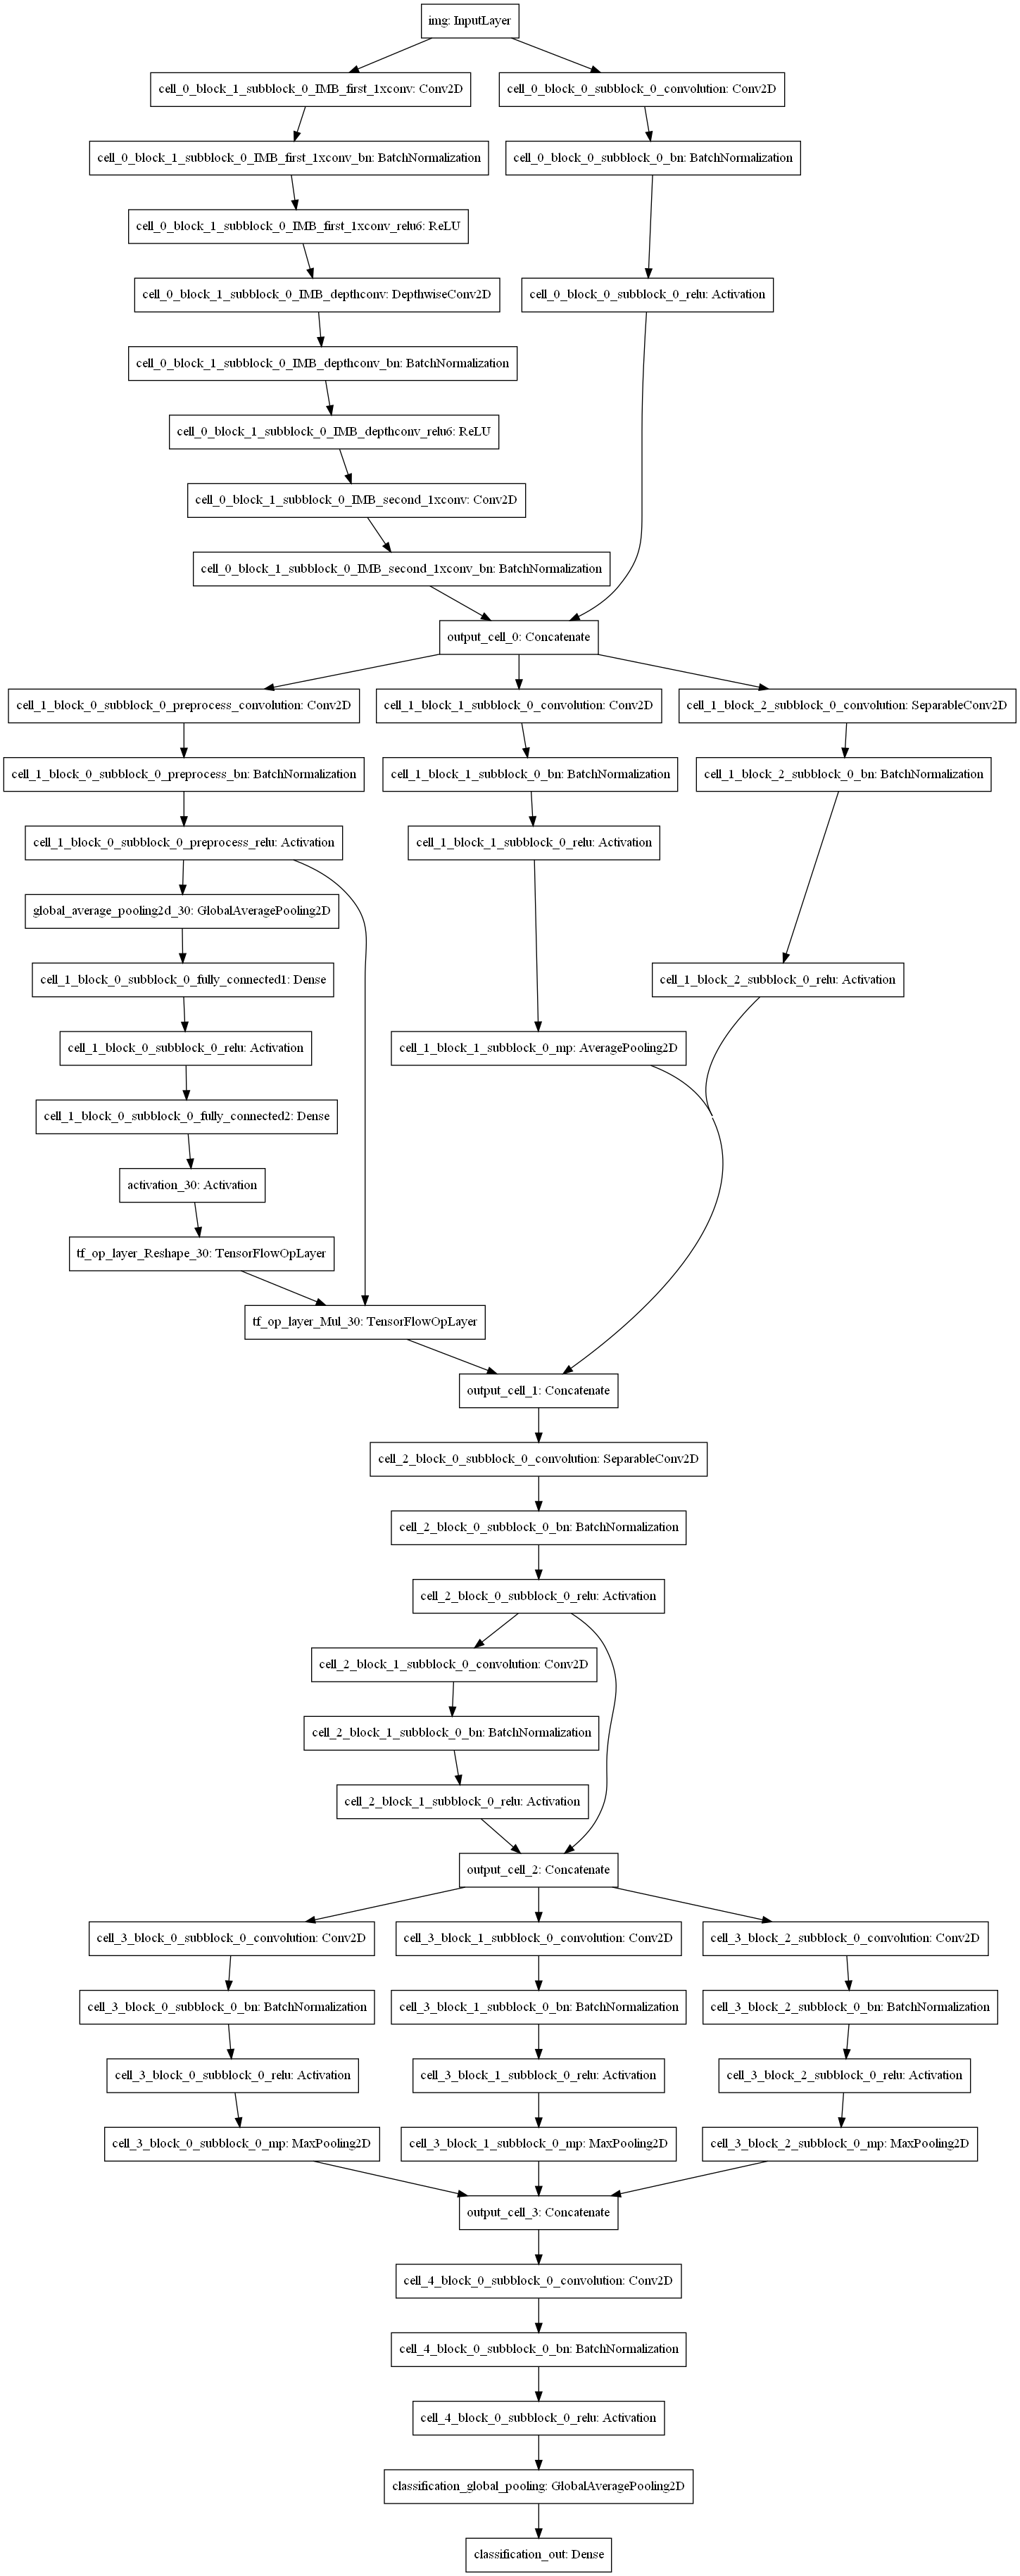 img: InputLayer
cell_0_block_1_subblock_0_IMB_first_1xconv: Conv2D
cell_0_block_0_subblock_0_convolution: Conv2D
cell_0_block_1_subblock_0_IMB_first_1xconv_bn: BatchNormalization
cell_0_block_0_subblock_0_bn: BatchNormalization
cell_0_block_1_subblock_0_IMB_first_1xconv_relu6: ReLU
cell_0_block_1_subblock_0_IMB_depthconv: DepthwiseConv2D
cell_0_block_0_subblock_0_relu: Activation
cell_0_block_1_subblock_0_IMB_depthconv_bn: BatchNormalization
cell_0_block_1_subblock_0_IMB_depthconv_relu6: ReLU
cell_0_block_1_subblock_0_IMB_second_1xconv: Conv2D
cell_0_block_1_subblock_0_IMB_second_1xconv_bn: BatchNormalization
output_cell_0: Concatenate
cell_1_block_0_subblock_0_preprocess_convolution: Conv2D
cell_1_block_1_subblock_0_convolution: Conv2D
cell_1_block_2_subblock_0_convolution: SeparableConv2D
cell_1_block_0_subblock_0_preprocess_bn: BatchNormalization
cell_1_block_1_subblock_0_bn: BatchNormalization
cell_1_block_2_subblock_0_bn: BatchNormalization
cell_1_block_0_subblock_0_preprocess_relu: Activation
cell_1_block_1_subblock_0_relu: Activation
global_average_pooling2d_30: GlobalAveragePooling2D
cell_1_block_0_subblock_0_fully_connected1: Dense
cell_1_block_2_subblock_0_relu: Activation
cell_1_block_0_subblock_0_relu: Activation
cell_1_block_1_subblock_0_mp: AveragePooling2D
cell_1_block_0_subblock_0_fully_connected2: Dense
activation_30: Activation
tf_op_layer_Reshape_30: TensorFlowOpLayer
tf_op_layer_Mul_30: TensorFlowOpLayer
output_cell_1: Concatenate
cell_2_block_0_subblock_0_convolution: SeparableConv2D
cell_2_block_0_subblock_0_bn: BatchNormalization
cell_2_block_0_subblock_0_relu: Activation
cell_2_block_1_subblock_0_convolution: Conv2D
cell_2_block_1_subblock_0_bn: BatchNormalization
cell_2_block_1_subblock_0_relu: Activation
output_cell_2: Concatenate
cell_3_block_0_subblock_0_convolution: Conv2D
cell_3_block_1_subblock_0_convolution: Conv2D
cell_3_block_2_subblock_0_convolution: Conv2D
cell_3_block_0_subblock_0_bn: BatchNormalization
cell_3_block_1_subblock_0_bn: BatchNormalization
cell_3_block_2_subblock_0_bn: BatchNormalization
cell_3_block_0_subblock_0_relu: Activation
cell_3_block_1_subblock_0_relu: Activation
cell_3_block_2_subblock_0_relu: Activation
cell_3_block_0_subblock_0_mp: MaxPooling2D
cell_3_block_1_subblock_0_mp: MaxPooling2D
cell_3_block_2_subblock_0_mp: MaxPooling2D
output_cell_3: Concatenate
cell_4_block_0_subblock_0_convolution: Conv2D
cell_4_block_0_subblock_0_bn: BatchNormalization
cell_4_block_0_subblock_0_relu: Activation
classification_global_pooling: GlobalAveragePooling2D
classification_out: Dense